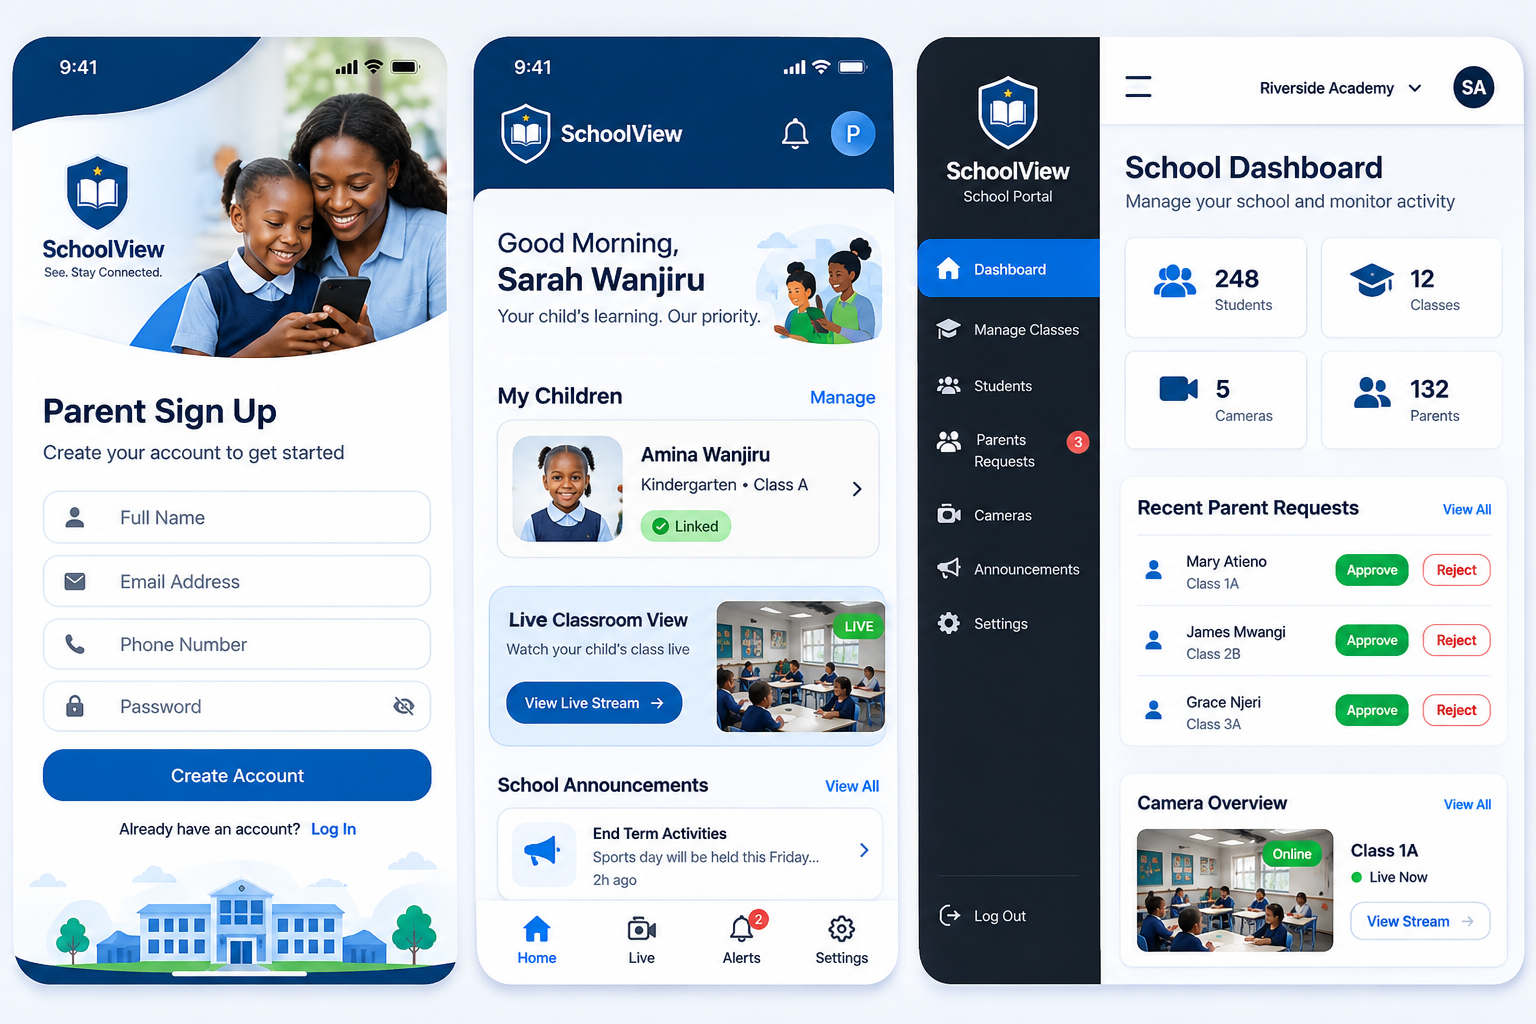 9:41
SchoolView
See. Stay Connected.
Parent Sign Up
Create your account to get started
Full Name
Email Address
Phone Number
Password
Create Account
Already have an account? Log In
9:41
SchoolView
P
Good Morning,
Sarah Wanjiru
Your child's learning. Our priority.
My Children
Manage
Amina Wanjiru
Kindergarten • Class A
Linked
Live Classroom View
Watch your child's class live
View Live Stream →
LIVE
School Announcements
View All
End Term Activities
Sports day will be held this Friday...
2h ago
Home
Live
2
Alerts
Settings
SchoolView
School Portal
Dashboard
Manage Classes
Students
Parents
Requests
3
Cameras
Announcements
Settings
Log Out
Riverside Academy
SA
School Dashboard
Manage your school and monitor activity
248
Students
12
Classes
5
Cameras
132
Parents
Recent Parent Requests
View All
Mary Atieno
Class 1A
Approve
Reject
James Mwangi
Class 2B
Approve
Reject
Grace Njeri
Class 3A
Approve
Reject
Camera Overview
View All
Online
Class 1A
Live Now
View Stream →